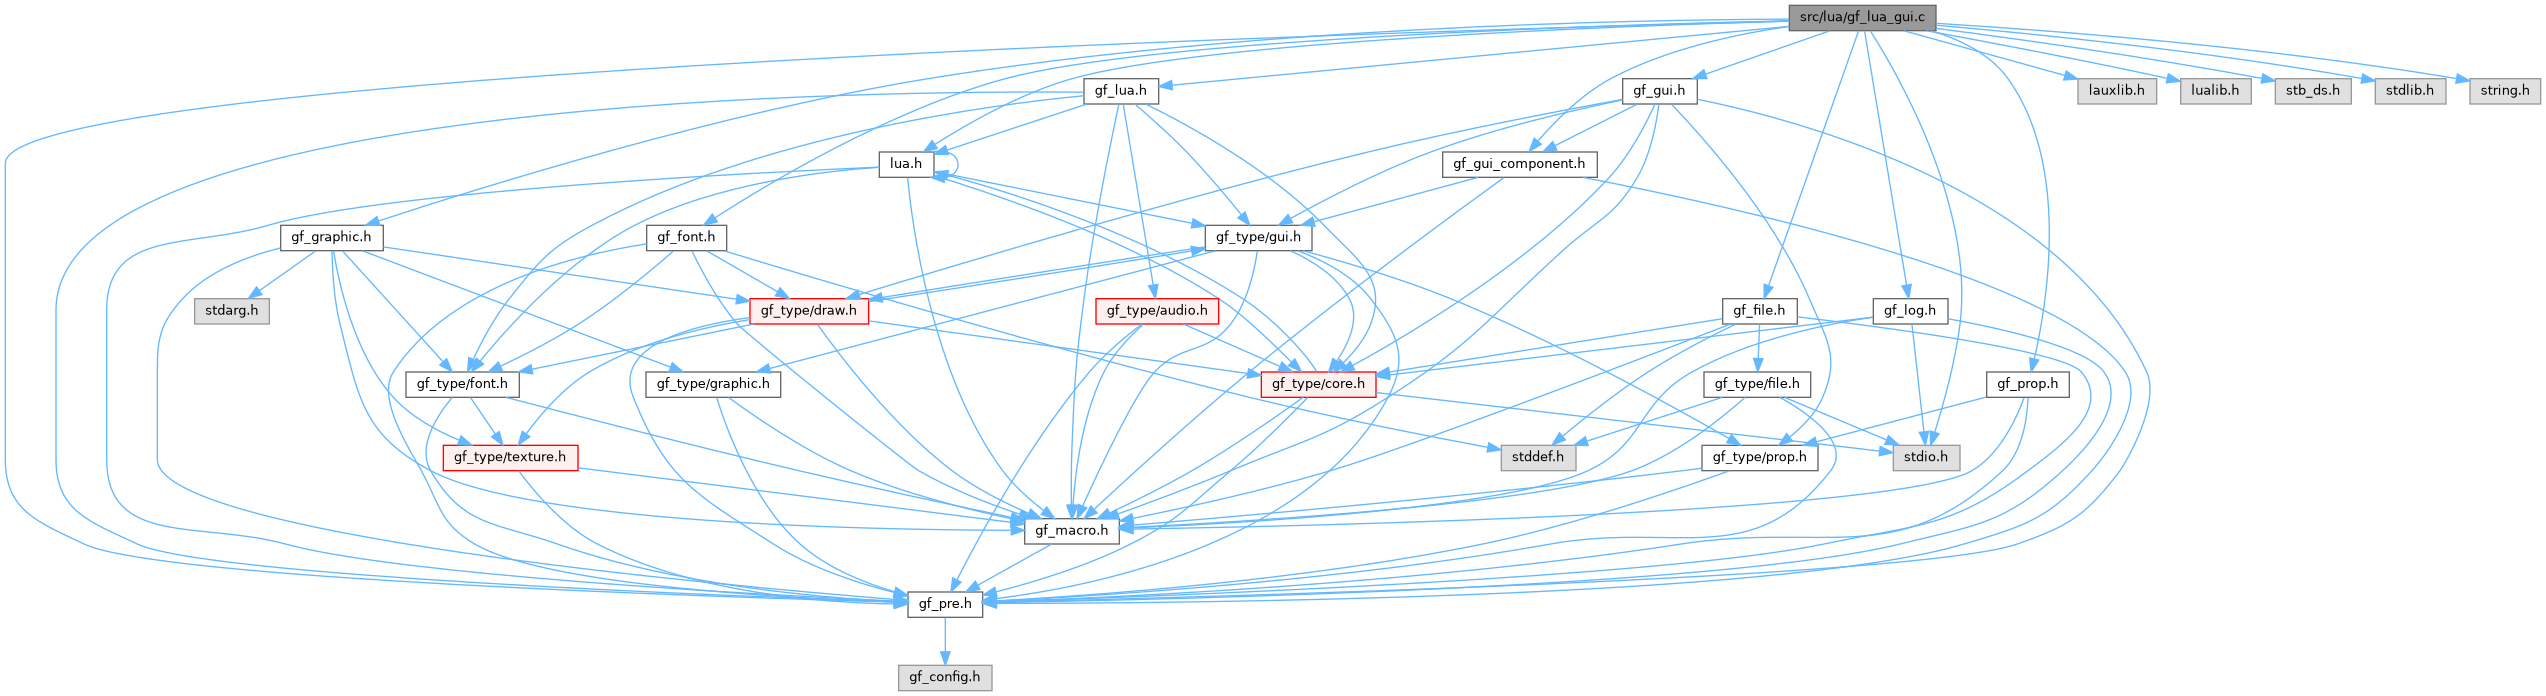 src/lua/gf_lua_gui.c
gf_lua.h
gf_gui.h
lauxlib.h
lualib.h
stb_ds.h
stdlib.h
string.h
lua.h
gf_gui_component.h
gf_graphic.h
gf_font.h
gf_type/gui.h
stdarg.h
gf_type/draw.h
gf_type/audio.h
gf_file.h
gf_log.h
gf_type/font.h
gf_type/graphic.h
gf_type/core.h
gf_type/file.h
gf_prop.h
gf_type/texture.h
stddef.h
gf_type/prop.h
stdio.h
gf_macro.h
gf_pre.h
gf_config.h